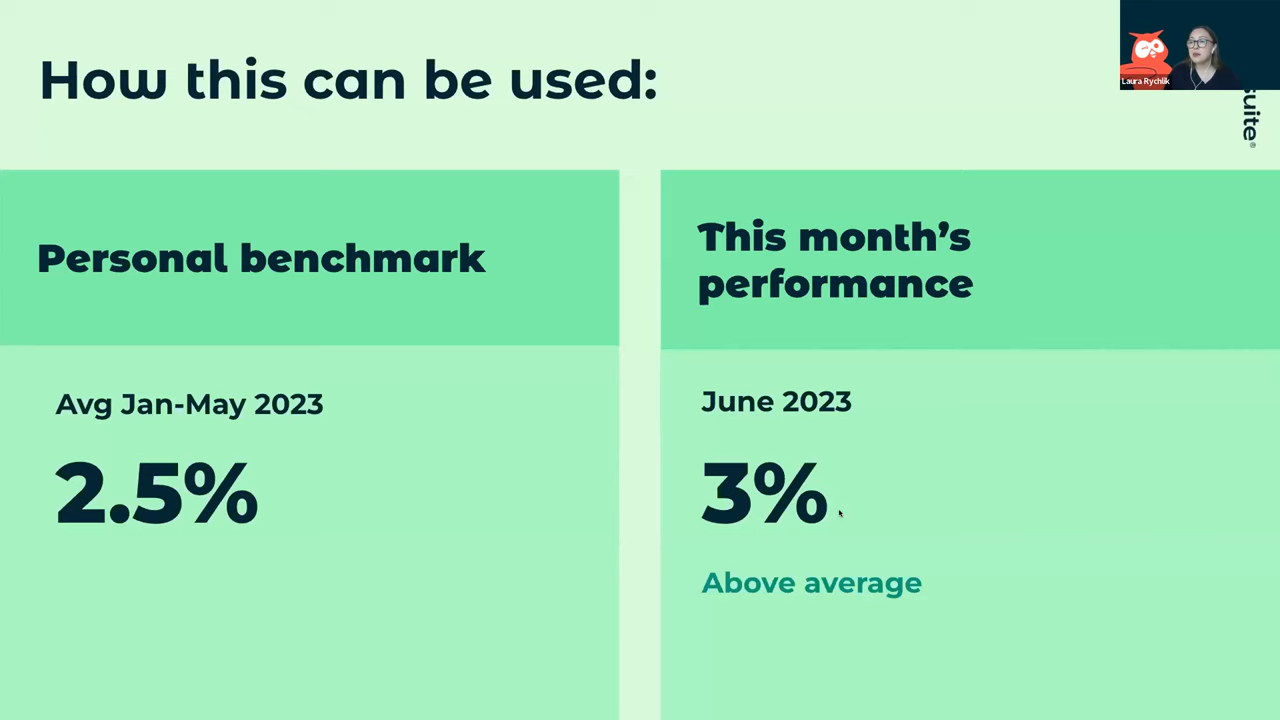 How this can be used:
Laura Rychlik
suite®
Personal benchmark
Avg Jan-May 2023
2.5%
This month's
performance
June 2023
3%
Above average